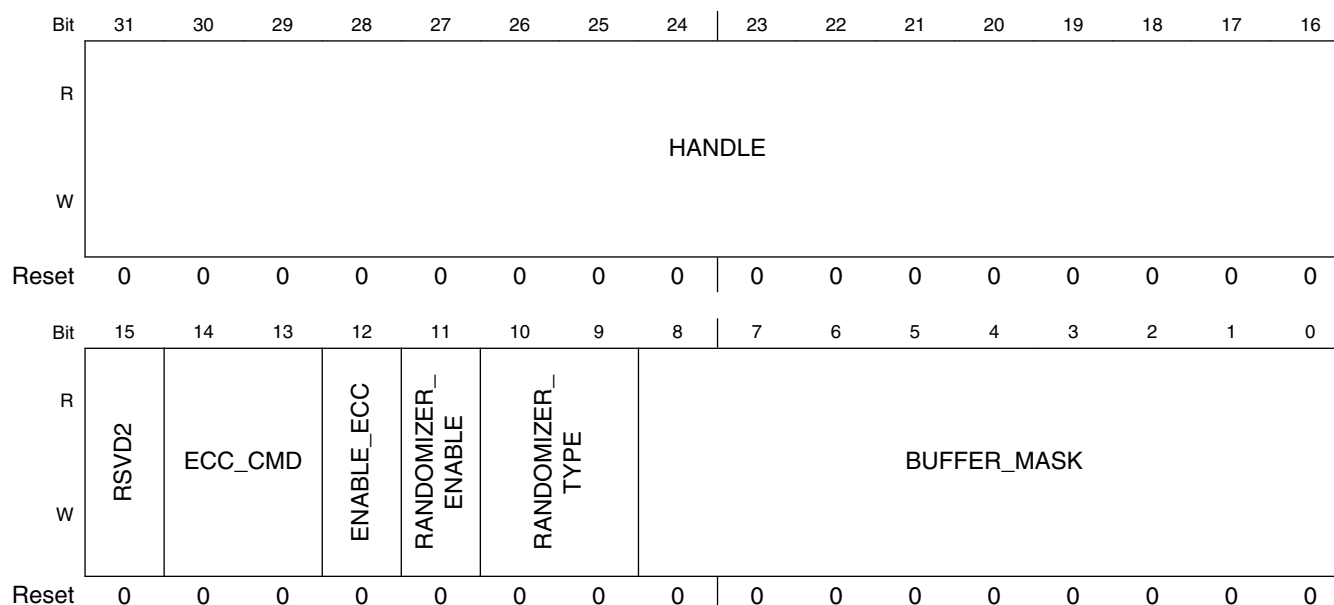 Bit 31 30 29 28 27 26 25 24 23 22 21 20 19 18 17 16
R
HANDLE
W
Reset 0 0 0 0 0 0 0 0 0 0 0 0 0 0 0 0
Bit 15 14 13 12 11 10 9 8 7 6 5 4 3 2 1 0
R
RSVD2
ECC_CMD
ENABLE_ECC
RANDOMIZER_
ENABLE
RANDOMIZER_
TYPE
BUFFER_MASK
W
Reset 0 0 0 0 0 0 0 0 0 0 0 0 0 0 0 0